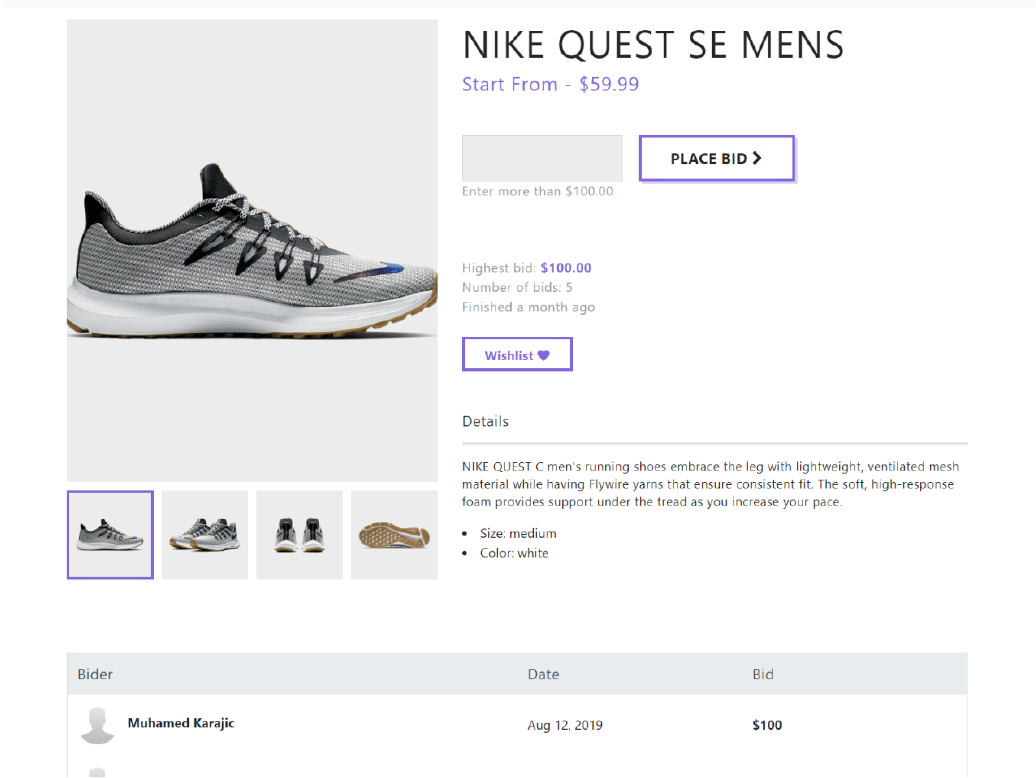 NIKE QUEST SE MENS
Start From - $59.99
PLACE BID
Enter more than $100.00
Highest bid: $100.00
Number of bids: 5
Finished a month ago
Wishlist
Details
NIKE QUEST C men's running shoes embrace the leg with lightweight, ventilated mesh
material while having Flywire yarns that ensure consistent fit. The soft, high-response
foam provides support under the tread as you increase your pace.
Size: medium
Color: white
Bider Date Bid
Muhamed Karajic Aug 12, 2019 $100